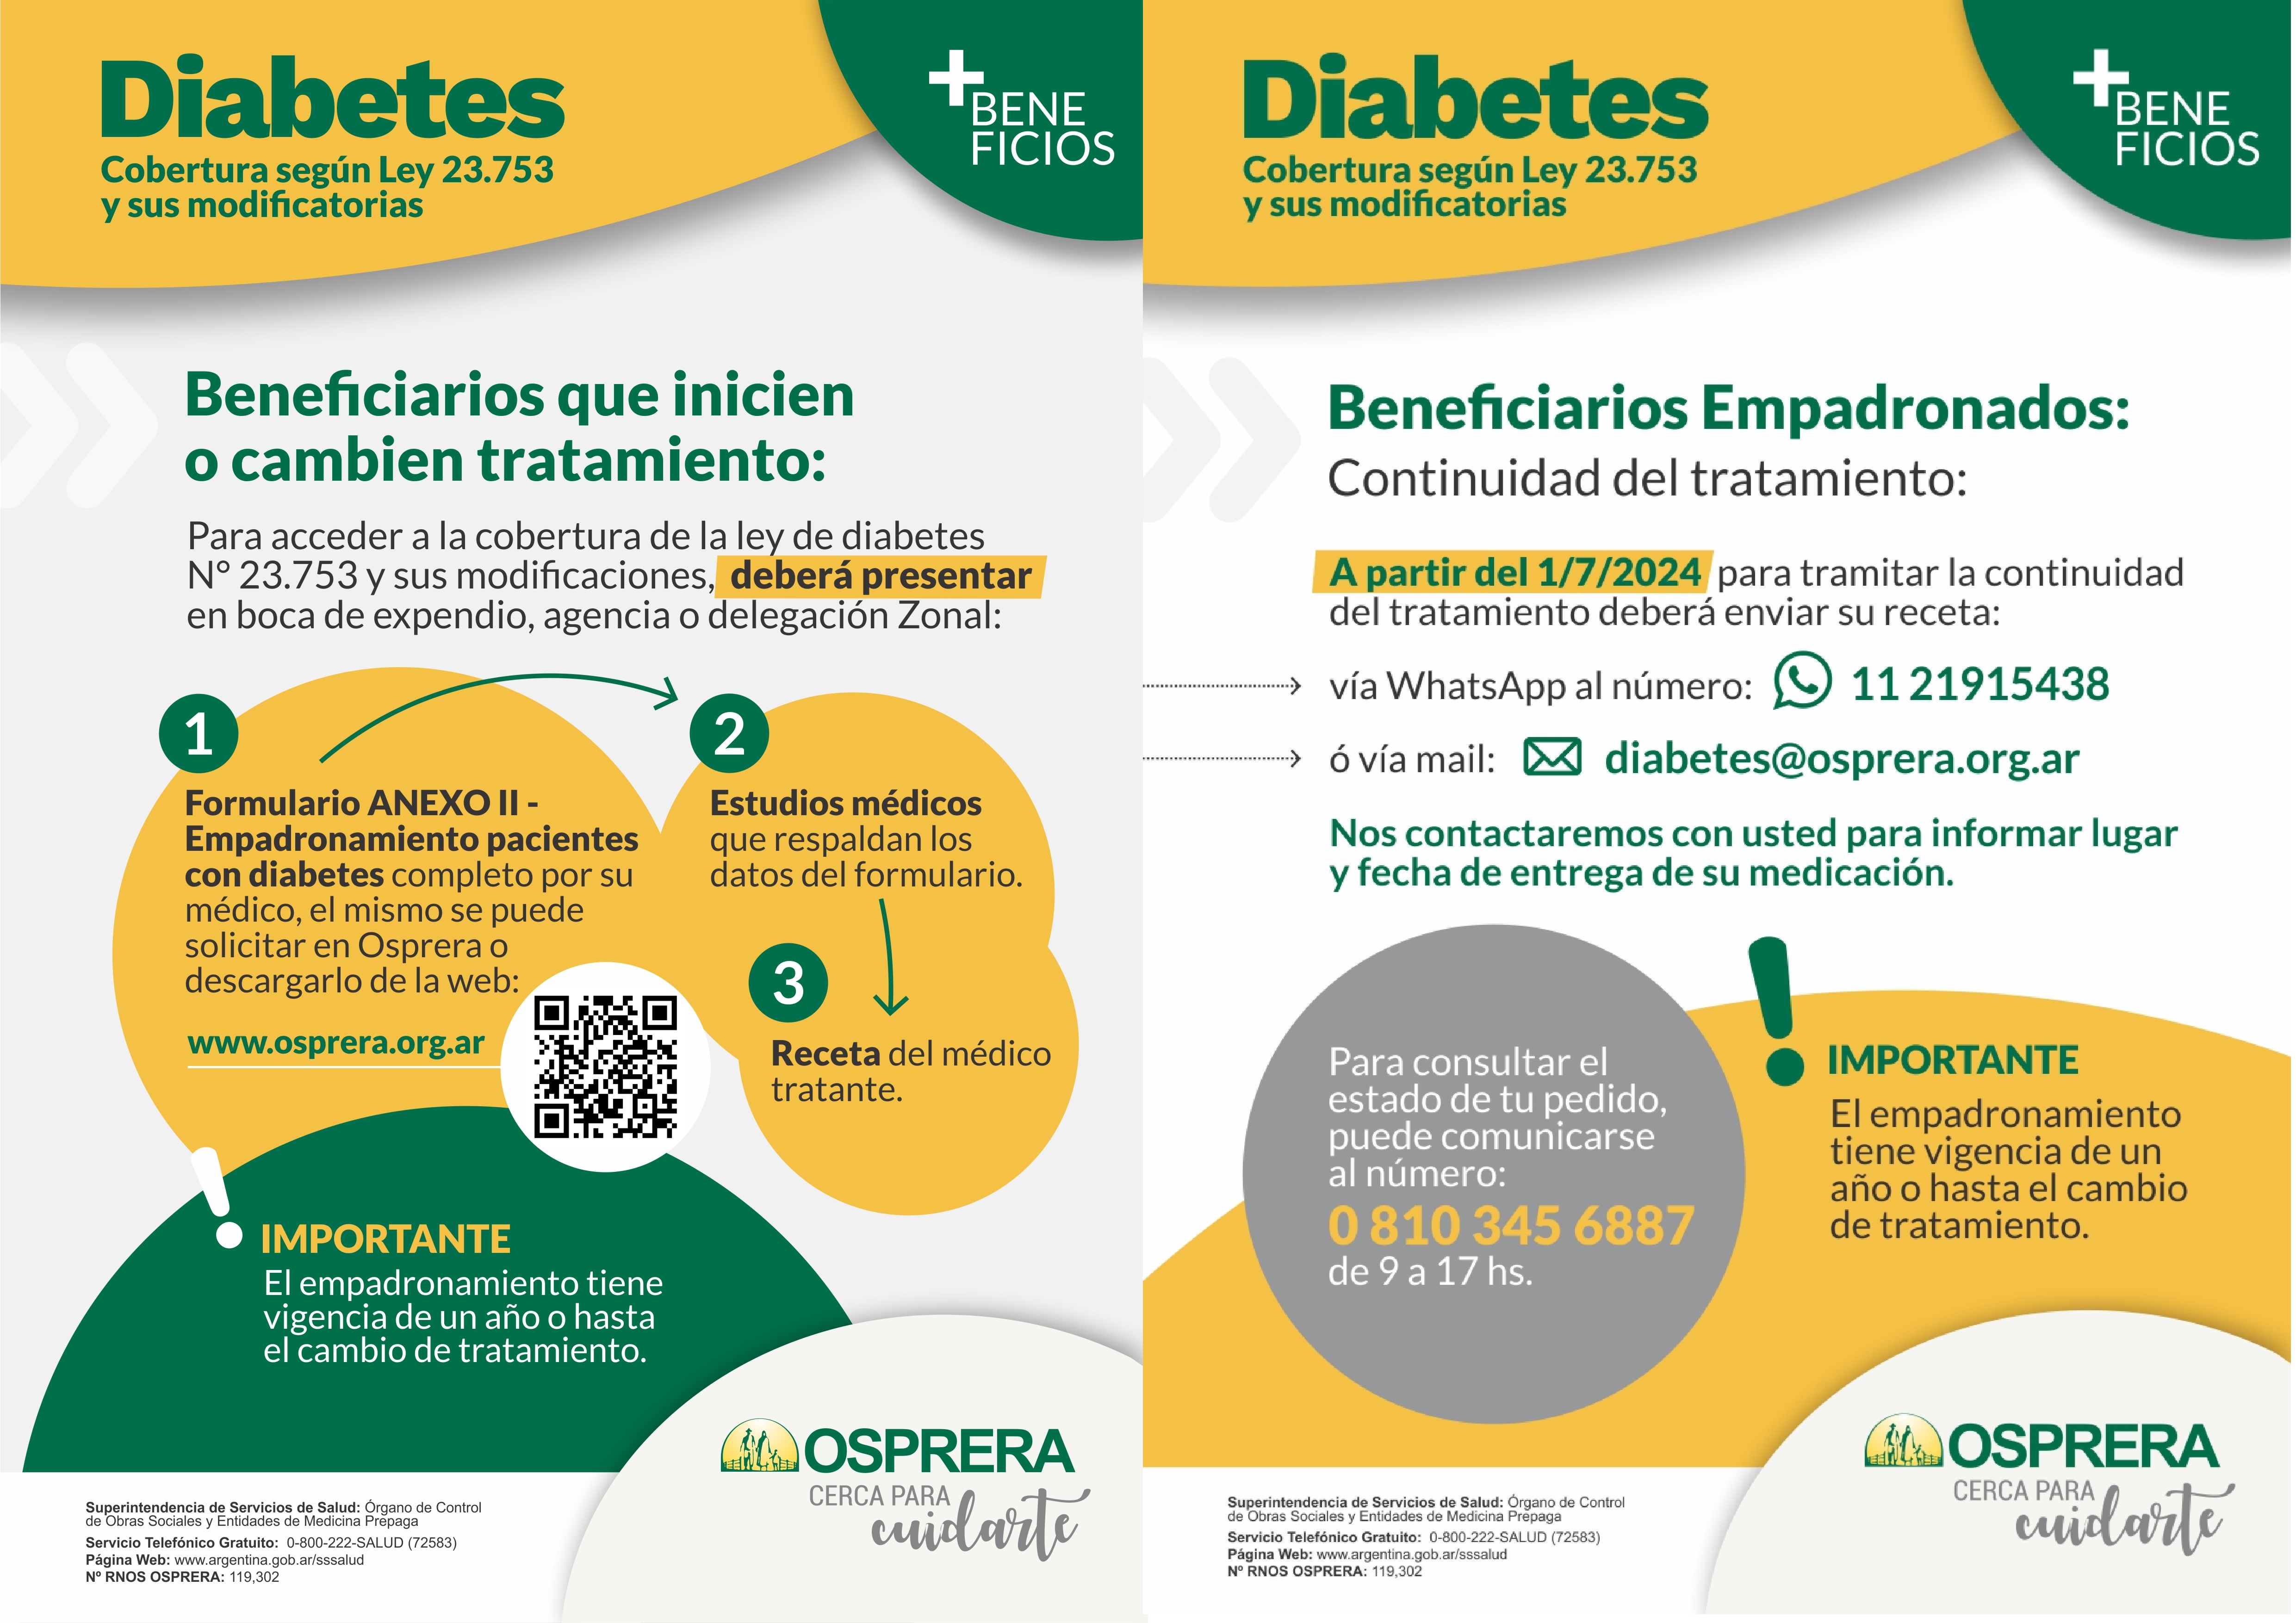 Diabetes
Cobertura según Ley 23.753
y sus modificatorias
+
BENE
FICIOS
Beneficiarios que inicien
o cambien tratamiento:
Para acceder a la cobertura de la ley de diabetes
N° 23.753 y sus modificaciones, deberá presentar
en boca de expendio, agencia o delegación Zonal:
1
Formulario ANEXO II -
Empadronamiento pacientes
con diabetes completo por su
médico, el mismo se puede
solicitar en Osprera o
descargarlo de la web:
www.osprera.org.ar
2
Estudios médicos
que respaldan los
datos del formulario.
3
Receta del médico
tratante.
! IMPORTANTE
El empadronamiento tiene
vigencia de un año o hasta
el cambio de tratamiento.
OSPRERA
CERCA PARA
cuidarte
Superintendencia de Servicios de Salud: Órgano de Control
de Obras Sociales y Entidades de Medicina Prepaga
Servicio Telefónico Gratuito: 0-800-222-SALUD (72583)
Página Web: www.argentina.gob.ar/sssalud
Nº RNOS OSPRERA: 119,302
Diabetes
Cobertura según Ley 23.753
y sus modificatorias
+
BENE
FICIOS
Beneficiarios Empadronados:
Continuidad del tratamiento:
A partir del 1/7/2024 para tramitar la continuidad
del tratamiento deberá enviar su receta:
vía WhatsApp al número: 11 21915438
ó vía mail: diabetes@osprera.org.ar
Nos contactaremos con usted para informar lugar
y fecha de entrega de su medicación.
Para consultar el
estado de tu pedido,
puede comunicarse
al número:
0 810 345 6887
de 9 a 17 hs.
! IMPORTANTE
El empadronamiento
tiene vigencia de un
año o hasta el cambio
de tratamiento.
OSPRERA
CERCA PARA
cuidarte
Superintendencia de Servicios de Salud: Órgano de Control
de Obras Sociales y Entidades de Medicina Prepaga
Servicio Telefónico Gratuito: 0-800-222-SALUD (72583)
Página Web: www.argentina.gob.ar/sssalud
Nº RNOS OSPRERA: 119,302